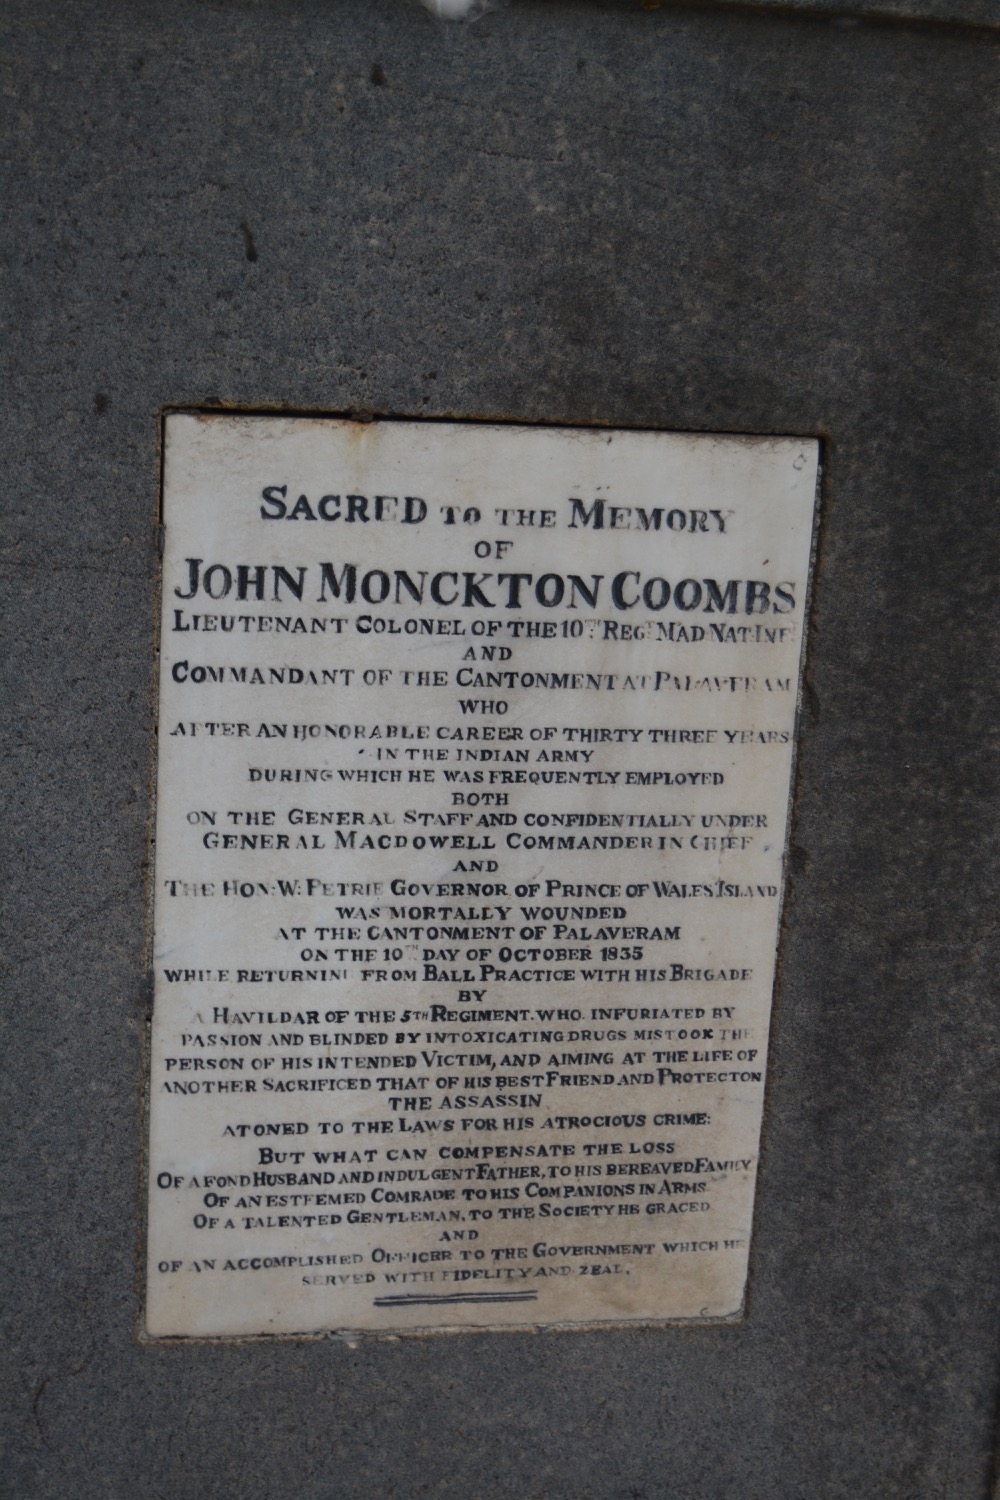 SACRED TO THE MEMORY
OF
JOHN MONCKTON COOMBS
LIEUTENANT COLONEL OF THE 10TH REGT MAD NAT INF
AND
COMMANDANT OF THE CANTONMENT AT PALAVERAM
WHO
AFTER AN HONORABLE CAREER OF THIRTY THREE YEARS
IN THE INDIAN ARMY
DURING WHICH HE WAS FREQUENTLY EMPLOYED
BOTH
ON THE GENERAL STAFF AND CONFIDENTIALLY UNDER
GENERAL MACDOWELL COMMANDER IN CHIEF
AND
THE HON: W: PETRIE GOVERNOR OF PRINCE OF WALES ISLAND
WAS MORTALLY WOUNDED
AT THE CANTONMENT OF PALAVERAM
ON THE 10TH DAY OF OCTOBER 1835
WHILE RETURNING FROM BALL PRACTICE WITH HIS BRIGADE
BY
A HAVILDAR OF THE 5TH REGIMENT. WHO. INFURIATED BY
PASSION AND BLINDED BY INTOXICATING DRUGS MISTOOK THE
PERSON OF HIS INTENDED VICTIM, AND AIMING AT THE LIFE OF
ANOTHER SACRIFICED THAT OF HIS BEST FRIEND AND PROTECTON
THE ASSASSIN
ATONED TO THE LAWS FOR HIS ATROCIOUS CRIME:
BUT WHAT CAN COMPENSATE THE LOSS
OF A FOND HUSBAND AND INDULGENT FATHER, TO HIS BEREAVED FAMILY
OF AN ESTEEMED COMRADE TO HIS COMPANIONS IN ARMS
OF A TALENTED GENTLEMAN, TO THE SOCIETY HE GRACED
AND
OF AN ACCOMPLISHED OFFICER TO THE GOVERNMENT WHICH HE
SERVED WITH FIDELITY AND ZEAL.